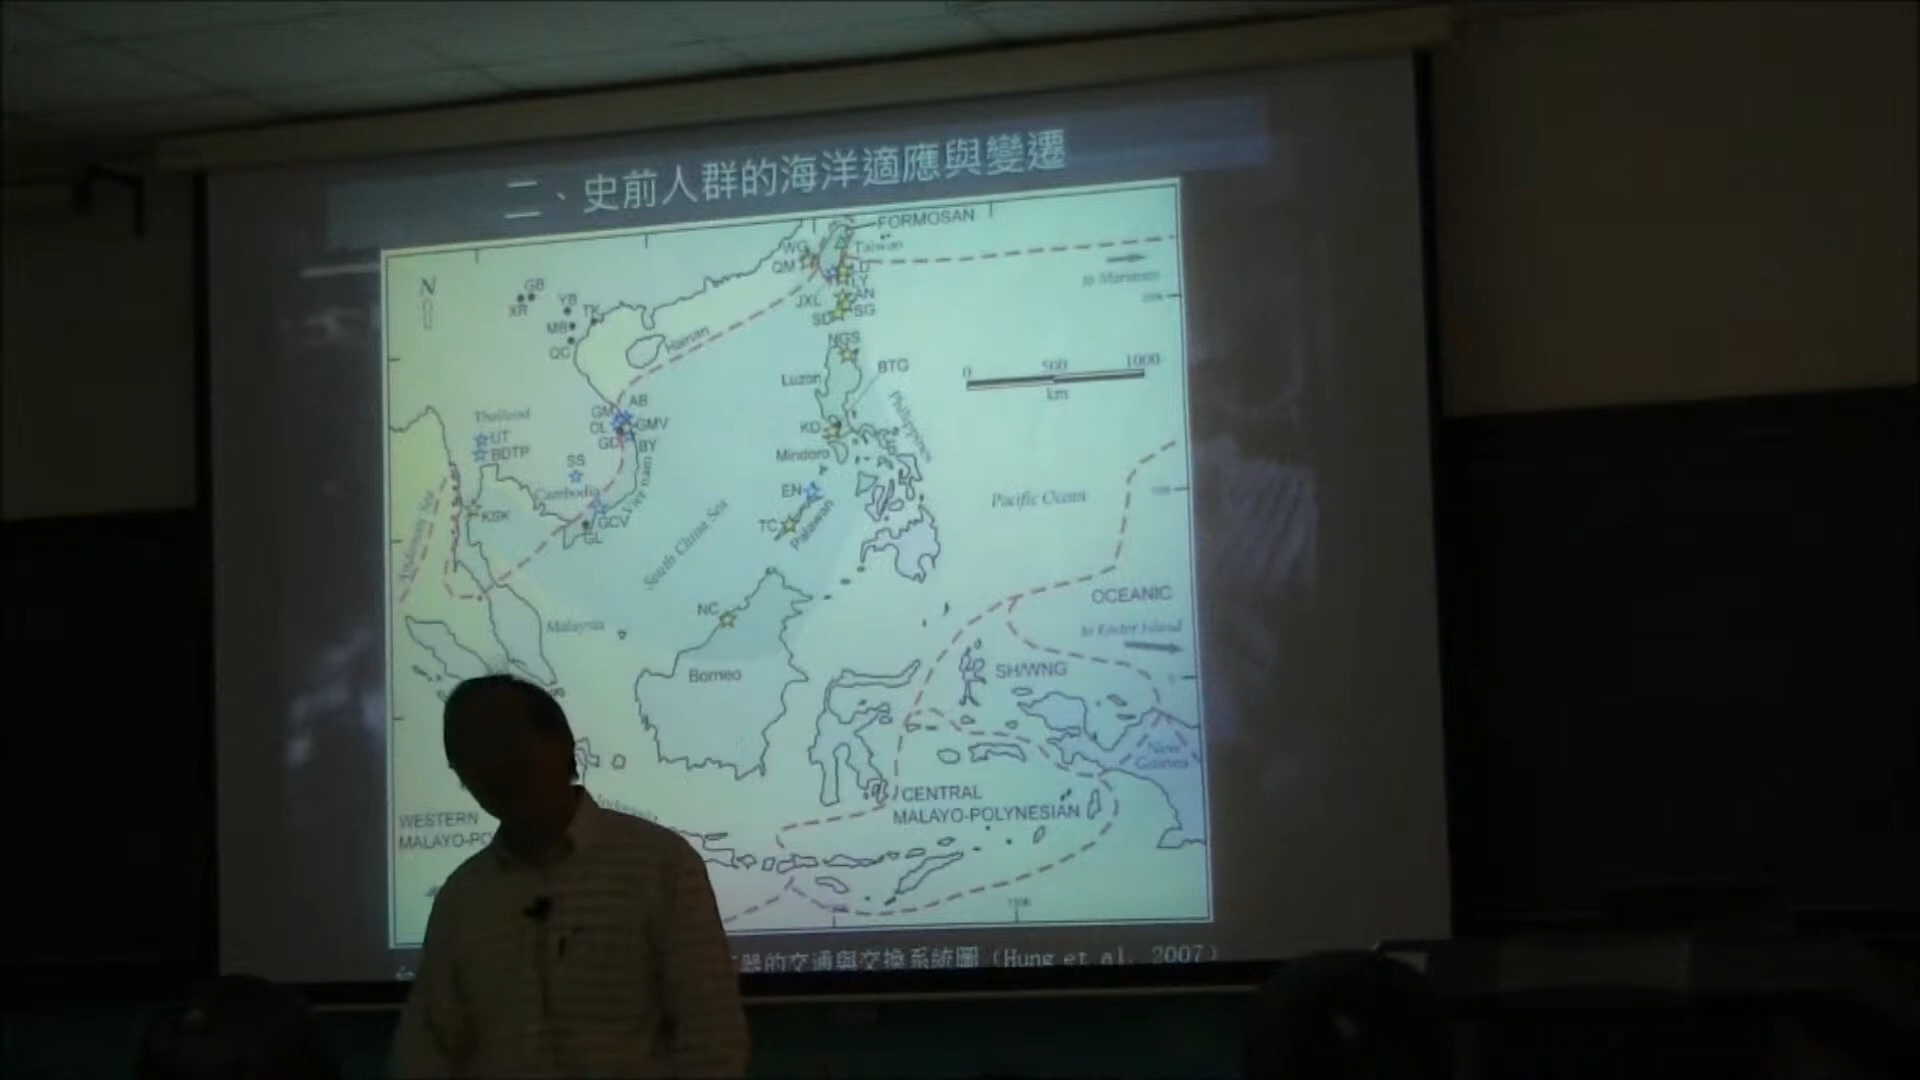 二、史前人群的海洋適應與變遷
FORMOSAN
WG
Taiwan
QM
LD
LY
N
to Marianas
GB
XR
YB
TK
JXL
AN
SG
SD
MB
QC
Hainan
NGS
BTG
0 500 1000
km
Luzon
Philippines
Thailand
GM
AB
CL
GMV
GD
BY
KD
UT
BDTP
SS
Mindoro
EN
Cambodia
Viet nam
Pacific Ocean
KSK
GCV
GL
TC
Palawan
Andaman Sea
South China Sea
OCEANIC
NC
Malaysia
to Easter Island
Borneo
SH/WNG
New
Guinea
Indonesia
CENTRAL
MALAYO-POLYNESIAN
WESTERN
MALAYO-PO
器的交通與交換系統圖 (Hung et al. 2007)